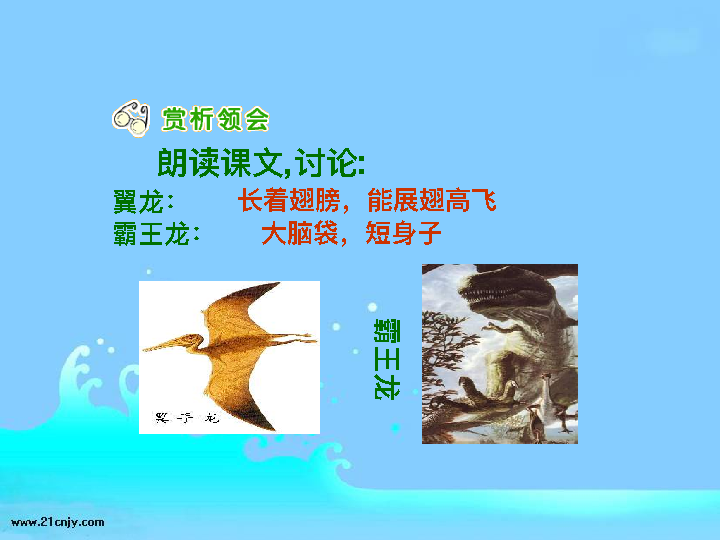 赏析领会
朗读课文,讨论:
翼龙： 长着翅膀，能展翅高飞
霸王龙： 大脑袋，短身子
霸王龙
翼手龙
www.21cnjy.com